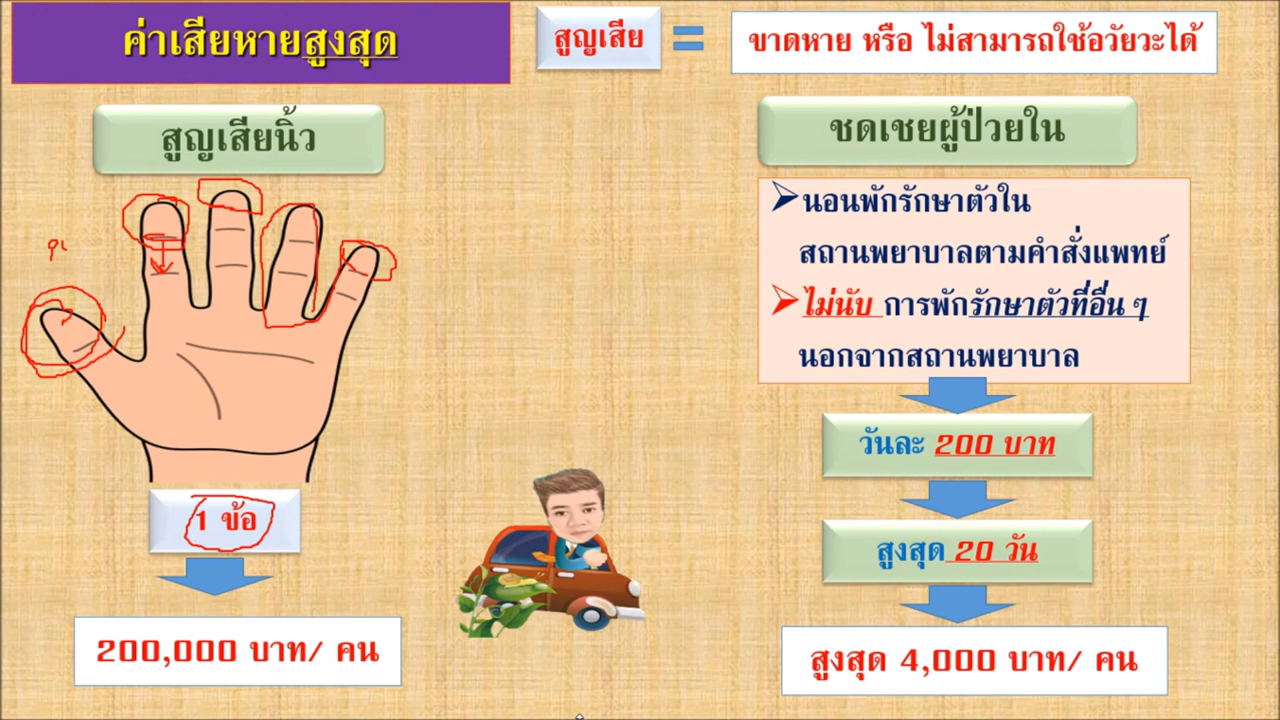 ค่าเสียหายสูงสุด
สูญเสีย = ขาดหาย หรือ ไม่สามารถใช้อวัยวะได้
สูญเสียนิ้ว
1 ข้อ
200,000 บาท/ คน
ชดเชยผู้ป่วยใน
นอนพักรักษาตัวใน
สถานพยาบาลตามคำสั่งแพทย์
ไม่นับ การพักรักษาตัวที่อื่น ๆ
นอกจากสถานพยาบาล
วันละ 200 บาท
สูงสุด 20 วัน
สูงสุด 4,000 บาท/ คน